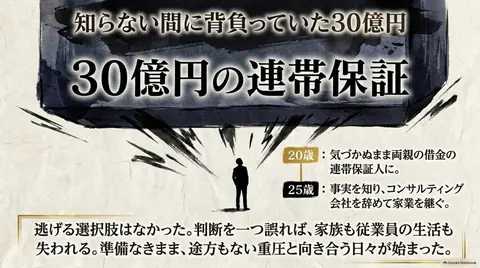 知らない間に背負っていた30億円
30億円の連帯保証
20歳：気づかぬまま両親の借金の
連帯保証人に。
25歳：事実を知り、コンサルティング
会社を辞めて家業を継ぐ。
逃げる選択肢はなかった。判断を一つ誤れば、家族も従業員の生活も
失われる。準備なきまま、途方もない重圧と向き合う日々が始まった。